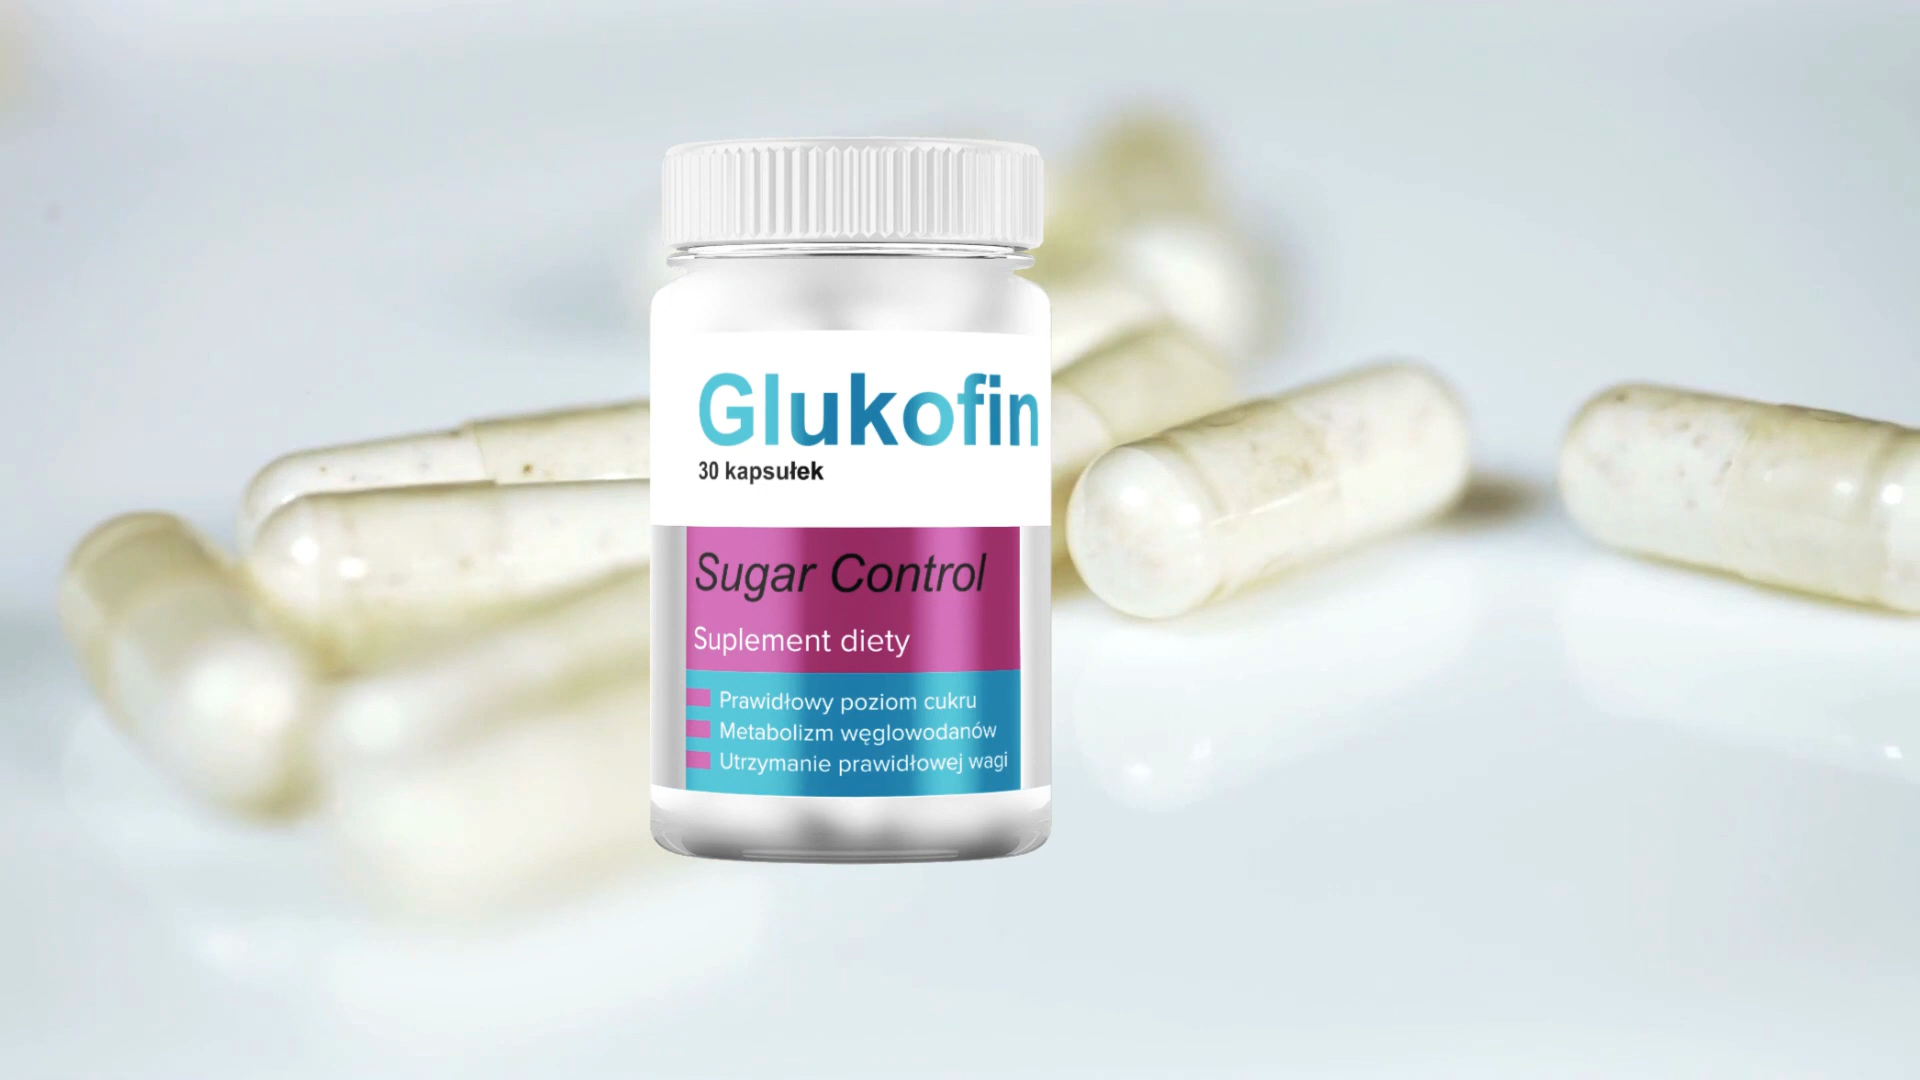 Glukofin
30 kapsułek
Sugar Control
Suplement diety
Prawidłowy poziom cukru
Metabolizm węglowodanów
Utrzymanie prawidłowej wagi